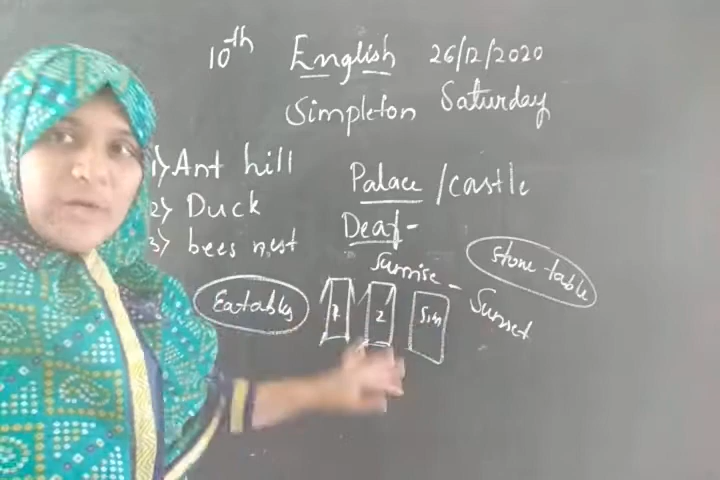 10th English 26/12/2020
Simpleton Saturday
1) Ant hill
2) Duck
3) bees nest
Palace / castle
Deaf -
Sunrise - Sunset
Stone-table
Eatables
1
2
Sim